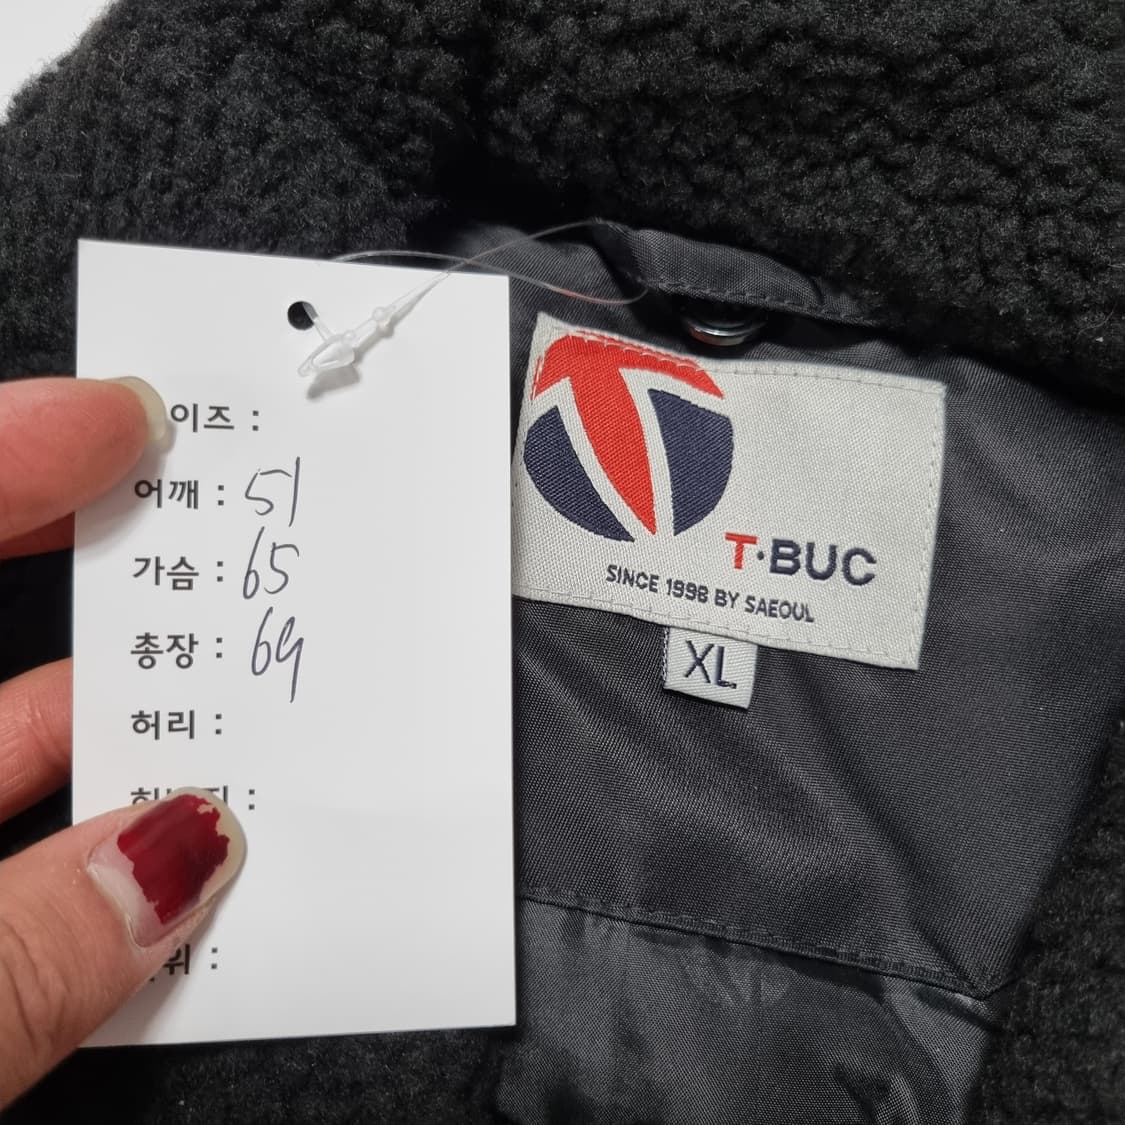 이즈 :
어깨 : 51
가슴 : 65
총장 : 69
허리 :
:
위 :
T·BUC
SINCE 1998 BY SAEOUL
XL